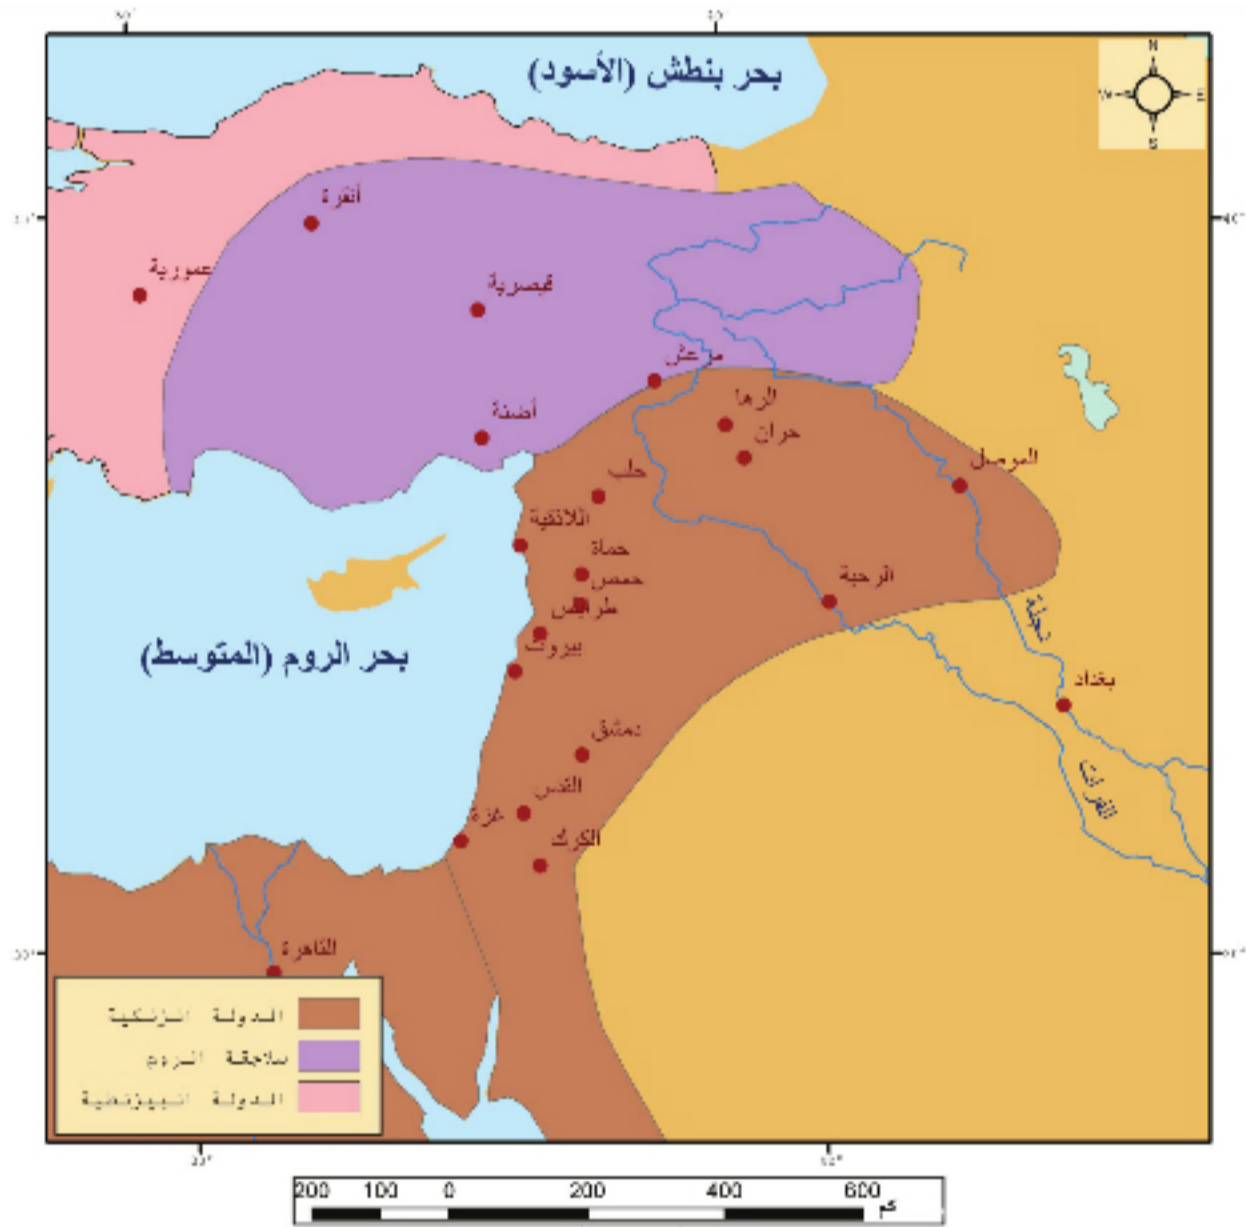 بحر بنطش (الأسود)
N
W E
S
أنقرة
عمورية
قيصرية
مرعش
الرها
حران
أضنة
الموصل
حلب
اللاذقية
حماة
حمص
طرابلس
الرحبة
بيروت
دجلة
بحر الروم (المتوسط)
بغداد
دمشق
الفرات
القدس
غزة
الكرك
القاهرة
الدولة الزنكية
سلاجقة الروم
الدولة البيزنطية
200 100 0 200 400 600 كم